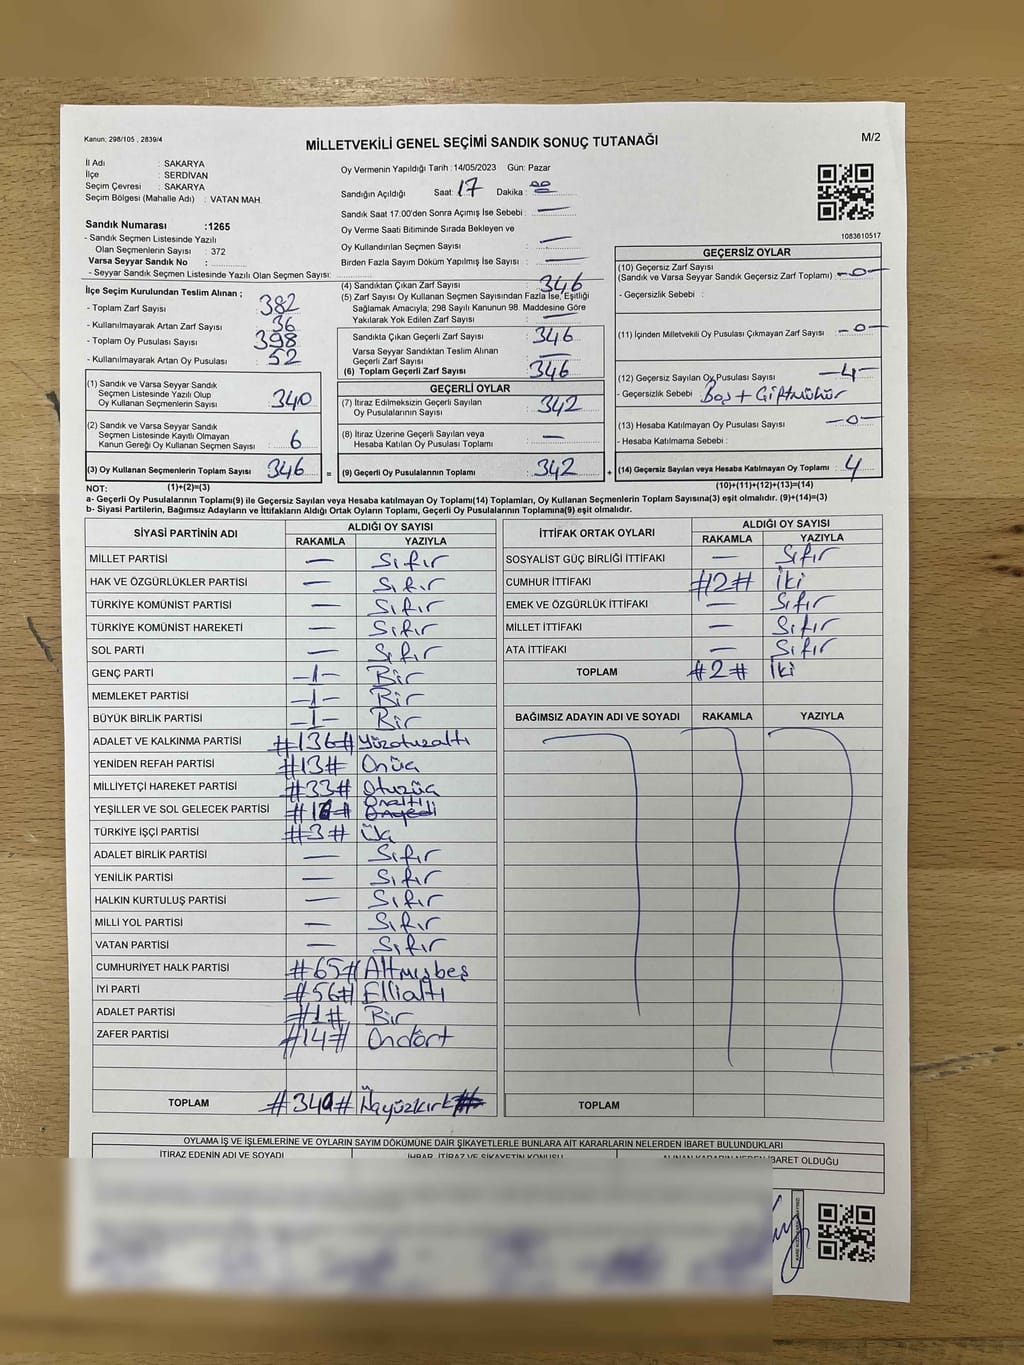 Kanun: 298/105 , 2839/4
MİLLETVEKİLİ GENEL SEÇİMİ SANDIK SONUÇ TUTANAĞI
M/2
İl Adı : SAKARYA
İlçe : SERDİVAN
Seçim Çevresi : SAKARYA
Seçim Bölgesi (Mahalle Adı) : VATAN MAH.
Oy Vermenin Yapıldığı Tarih : 14/05/2023 Gün: Pazar
Sandığın Açıldığı Saat: 17 Dakika : 00
Sandık Saat 17:00'den Sonra Açımış İse Sebebi : —
Oy Verme Saati Bitiminde Sırada Bekleyen ve
Oy Kullandırılan Seçmen Sayısı : —
Birden Fazla Sayım Döküm Yapılmış İse Sayısı : —
1083610517
Sandık Numarası :1265
- Sandık Seçmen Listesinde Yazılı
Olan Seçmenlerin Sayısı : 372
Varsa Seyyar Sandık No :
- Seyyar Sandık Seçmen Listesinde Yazılı Olan Seçmen Sayısı:
İlçe Seçim Kurulundan Teslim Alınan ;
- Toplam Zarf Sayısı : 382
- Kullanılmayarak Artan Zarf Sayısı : 36
- Toplam Oy Pusulası Sayısı : 398
- Kullanılmayarak Artan Oy Pusulası : 52
(1) Sandık ve Varsa Seyyar Sandık
Seçmen Listesinde Yazılı Olup
Oy Kullanan Seçmenlerin Sayısı : 340
(2) Sandık ve Varsa Seyyar Sandık
Seçmen Listesinde Kayıtlı Olmayan
Kanun Gereği Oy Kullanan Seçmen Sayısı : 6
(3) Oy Kullanan Seçmenlerin Toplam Sayısı : 346
(4) Sandıktan Çıkan Zarf Sayısı : 346
(5) Zarf Sayısı Oy Kullanan Seçmen Sayısından Fazla İse, Eşitliği
Sağlamak Amacıyla; 298 Sayılı Kanunun 98. Maddesine Göre
Yakılarak Yok Edilen Zarf Sayısı : —
Sandıkta Çıkan Geçerli Zarf Sayısı : 346
Varsa Seyyar Sandıktan Teslim Alınan
Geçerli Zarf Sayısı : —
(6) Toplam Geçerli Zarf Sayısı : 346
GEÇERLİ OYLAR
(7) İtiraz Edilmeksizin Geçerli Sayılan
Oy Pusulalarının Sayısı : 342
(8) İtiraz Üzerine Geçerli Sayılan veya
Hesaba Katılan Oy Pusulası Toplamı : —
= (9) Geçerli Oy Pusulalarının Toplamı : 342
GEÇERSİZ OYLAR
(10) Geçersiz Zarf Sayısı
(Sandık ve Varsa Seyyar Sandık Geçersiz Zarf Toplamı) : -0-
- Geçersizlik Sebebi :
(11) İçinden Milletvekili Oy Pusulası Çıkmayan Zarf Sayısı : -0-
(12) Geçersiz Sayılan Oy Pusulası Sayısı : -4-
- Geçersizlik Sebebi : Boş + Çiftmühür
(13) Hesaba Katılmayan Oy Pusulası Sayısı : -0-
- Hesaba Katılmama Sebebi :
+ (14) Geçersiz Sayılan veya Hesaba Katılmayan Oy Toplamı : 4
NOT: (1)+(2)=(3) (10)+(11)+(12)+(13)=(14)
a- Geçerli Oy Pusulalarının Toplamı(9) ile Geçersiz Sayılan veya Hesaba katılmayan Oy Toplamı(14) Toplamları, Oy Kullanan Seçmenlerin Toplam Sayısına(3) eşit olmalıdır. (9)+(14)=(3)
b- Siyasi Partilerin, Bağımsız Adayların ve İttifakların Aldığı Ortak Oyların Toplamı, Geçerli Oy Pusulalarının Toplamına(9) eşit olmalıdır.
SİYASİ PARTİNİN ADI ALDIĞI OY SAYISI
RAKAMLA YAZIYLA
MİLLET PARTİSİ — Sıfır
HAK VE ÖZGÜRLÜKLER PARTİSİ — Sıfır
TÜRKİYE KOMÜNİST PARTİSİ — Sıfır
TÜRKİYE KOMÜNİST HAREKETİ — Sıfır
SOL PARTİ — Sıfır
GENÇ PARTİ -1- Bir
MEMLEKET PARTİSİ -1- Bir
BÜYÜK BİRLİK PARTİSİ -1- Bir
ADALET VE KALKINMA PARTİSİ #136# Yüzotuzaltı
YENİDEN REFAH PARTİSİ #13# Onüç
MİLLİYETÇİ HAREKET PARTİSİ #33# Otuzüç
YEŞİLLER VE SOL GELECEK PARTİSİ #16# Onaltı Onyedi
TÜRKİYE İŞÇİ PARTİSİ #3# Üç
ADALET BİRLİK PARTİSİ — Sıfır
YENİLİK PARTİSİ — Sıfır
HALKIN KURTULUŞ PARTİSİ — Sıfır
MİLLİ YOL PARTİSİ — Sıfır
VATAN PARTİSİ — Sıfır
CUMHURİYET HALK PARTİSİ #65# Altmışbeş
İYİ PARTİ #56# Ellialtı
ADALET PARTİSİ #1# Bir
ZAFER PARTİSİ #14# Ondört
TOPLAM #340# Üçyüzkırk
İTTİFAK ORTAK OYLARI ALDIĞI OY SAYISI
RAKAMLA YAZIYLA
SOSYALİST GÜÇ BİRLİĞİ İTTİFAKI — Sıfır
CUMHUR İTTİFAKI #2# İki
EMEK VE ÖZGÜRLÜK İTTİFAKI — Sıfır
MİLLET İTTİFAKI — Sıfır
ATA İTTİFAKI — Sıfır
TOPLAM #2# İki
BAĞIMSIZ ADAYIN ADI VE SOYADI RAKAMLA YAZIYLA
TOPLAM
OYLAMA İŞ VE İŞLEMLERİNE VE OYLARIN SAYIM DÖKÜMÜNE DAİR ŞİKAYETLERLE BUNLARA AİT KARARLARIN NELERDEN İBARET BULUNDUKLARI
İTİRAZ EDENİN ADI VE SOYADI İHBAR, İTİRAZ VE ŞİKAYETİN KONUSU ALINAN KARARIN NEDEN İBARET OLDUĞU